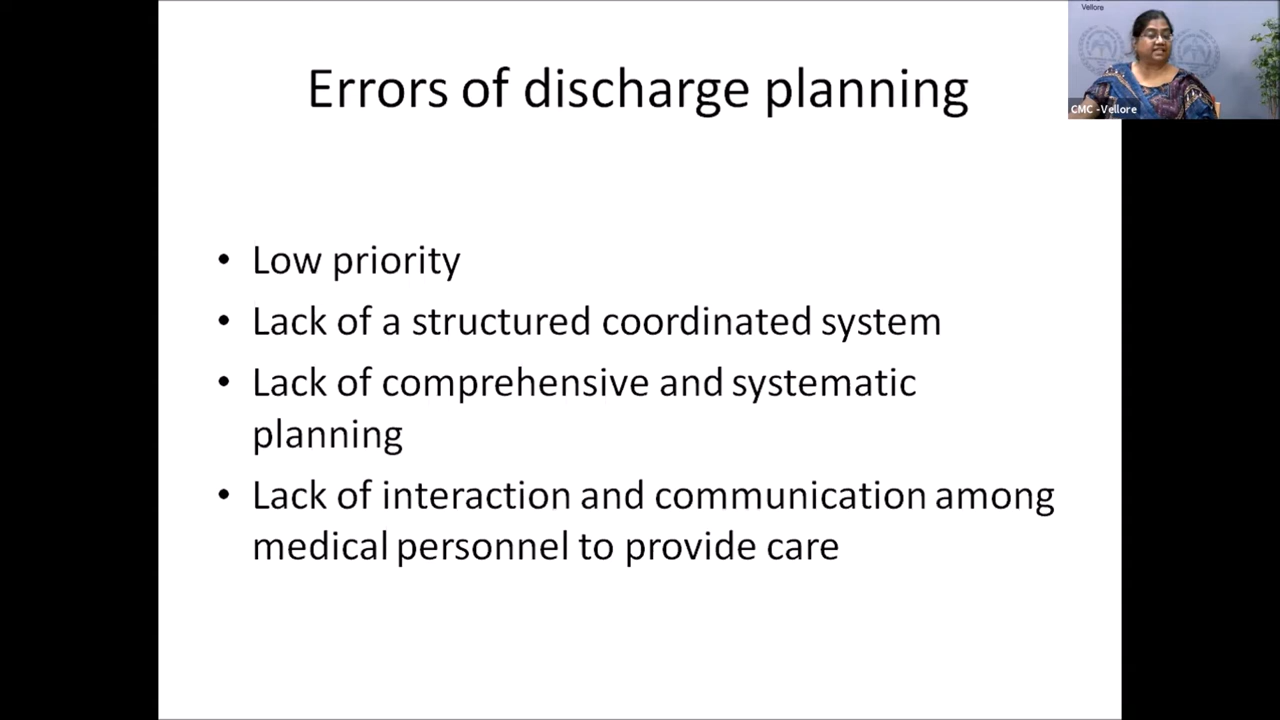 Vellore
CMC -Vellore
Errors of discharge planning
• Low priority
• Lack of a structured coordinated system
• Lack of comprehensive and systematic
planning
• Lack of interaction and communication among
medical personnel to provide care